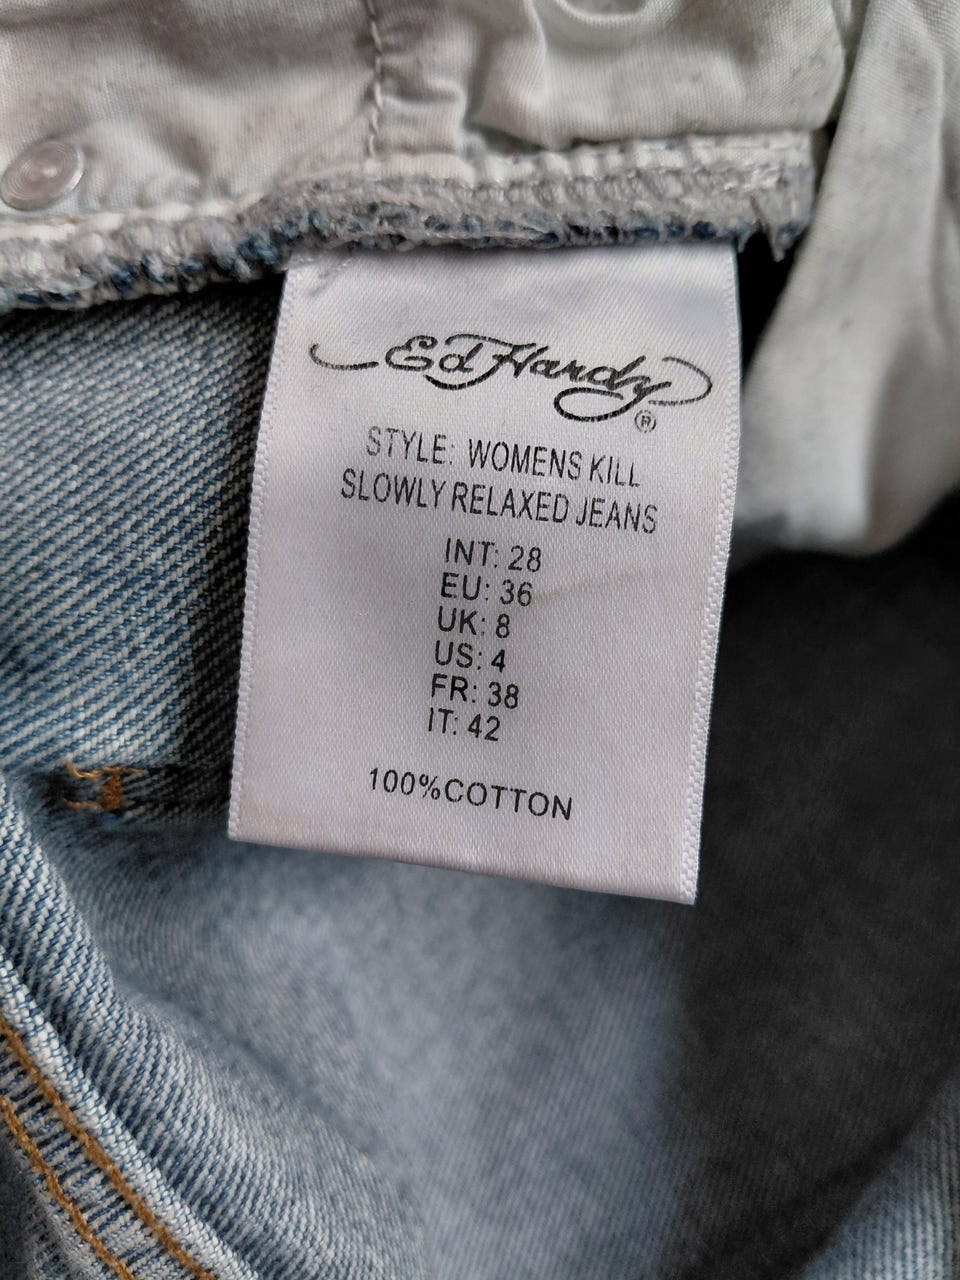 Ed Hardy
®
STYLE: WOMENS KILL
SLOWLY RELAXED JEANS
INT: 28
EU: 36
UK: 8
US: 4
FR: 38
IT: 42
100%COTTON